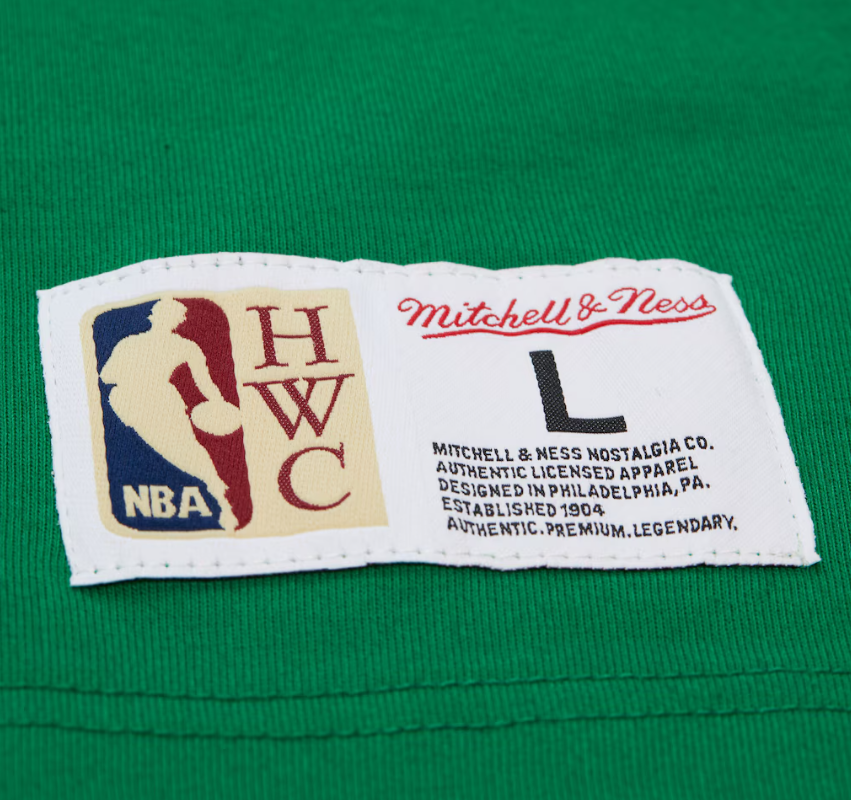 NBA
H
W
C
Mitchell & Ness
L
MITCHELL & NESS NOSTALGIA CO.
AUTHENTIC LICENSED APPAREL
DESIGNED IN PHILADELPHIA, PA.
ESTABLISHED 1904
AUTHENTIC.PREMIUM.LEGENDARY.